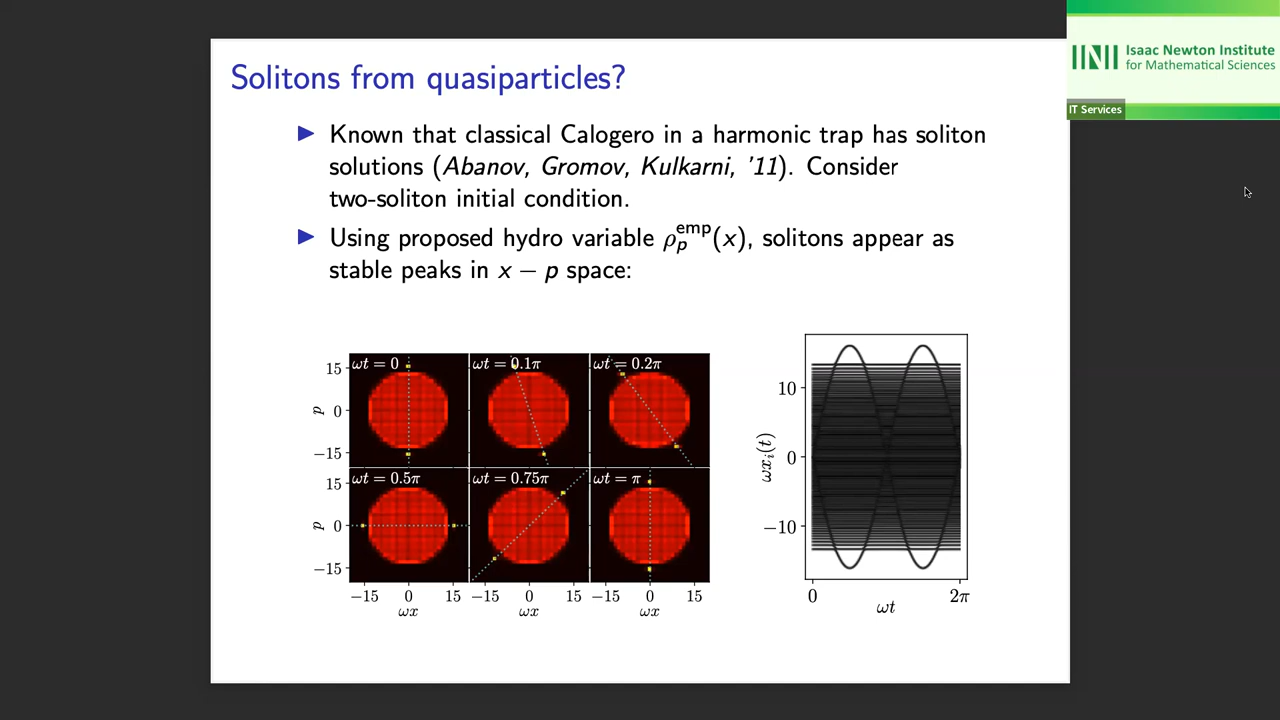 Solitons from quasiparticles?
▶ Known that classical Calogero in a harmonic trap has soliton
solutions (Abanov, Gromov, Kulkarni, '11). Consider
two-soliton initial condition.
▶ Using proposed hydro variable ρ_p^emp(x), solitons appear as
stable peaks in x − p space:
ωt = 0
ωt = 0.1π
ωt = 0.2π
15
0
−15
p
ωt = 0.5π
ωt = 0.75π
ωt = π
15
0
−15
p
−15 0 15 −15 0 15 −15 0 15
ωx ωx ωx
10
0
−10
ωx_i(t)
0 2π
ωt
INI Isaac Newton Institute
for Mathematical Sciences
IT Services